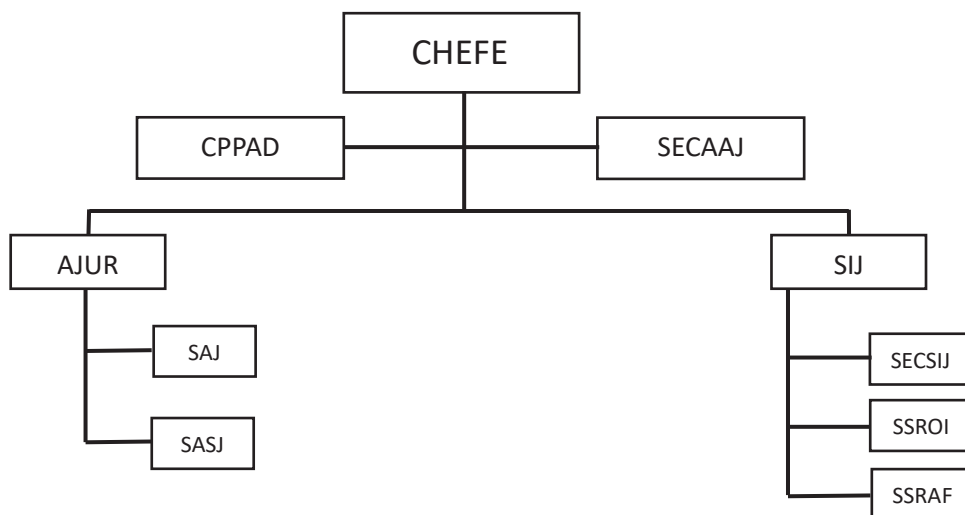 CHEFE
CPPAD
SECAAJ
AJUR
SIJ
SAJ
SASJ
SECSIJ
SSROI
SSRAF